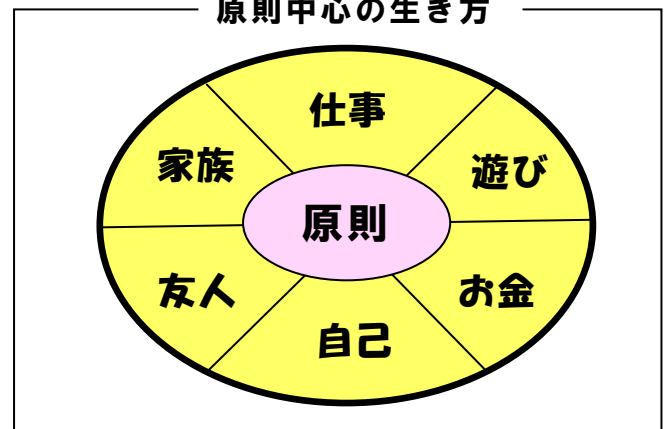 原則中心の生き方
仕事
家族
遊び
原則
友人
お金
自己